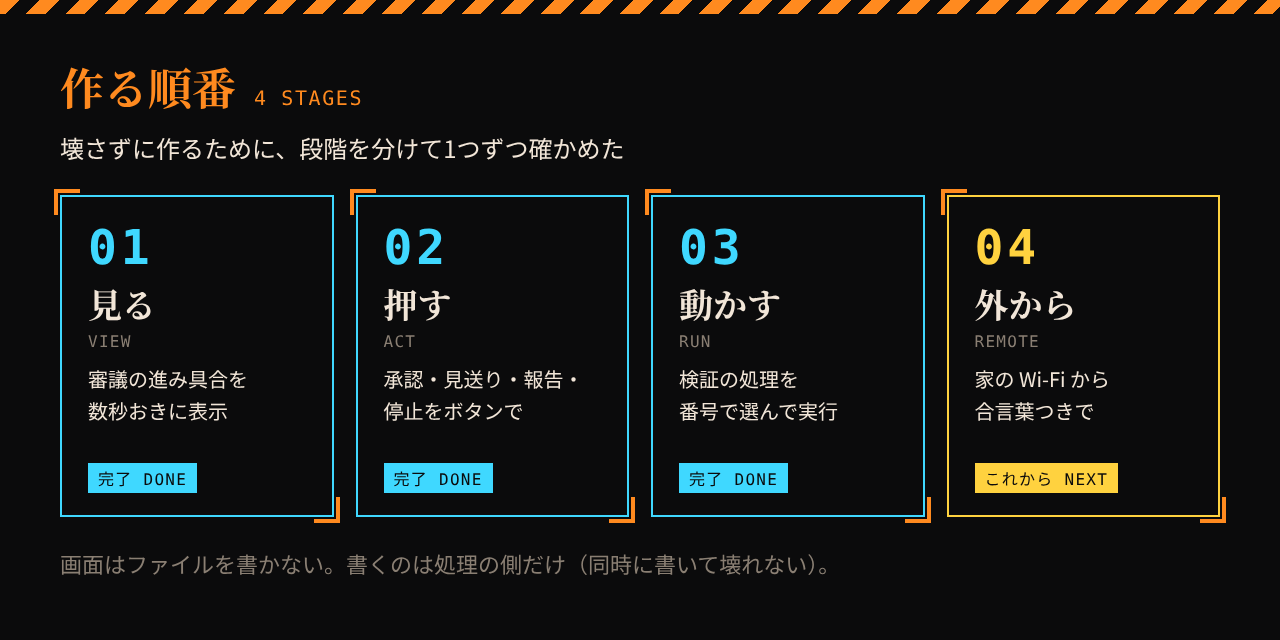 作る順番 4 STAGES
壊さずに作るために、段階を分けて1つずつ確かめた
01
見る
VIEW
審議の進み具合を
数秒おきに表示
完了 DONE
02
押す
ACT
承認・見送り・報告・
停止をボタンで
完了 DONE
03
動かす
RUN
検証の処理を
番号で選んで実行
完了 DONE
04
外から
REMOTE
家の Wi-Fi から
合言葉つきで
これから NEXT
画面はファイルを書かない。書くのは処理の側だけ（同時に書いて壊れない）。